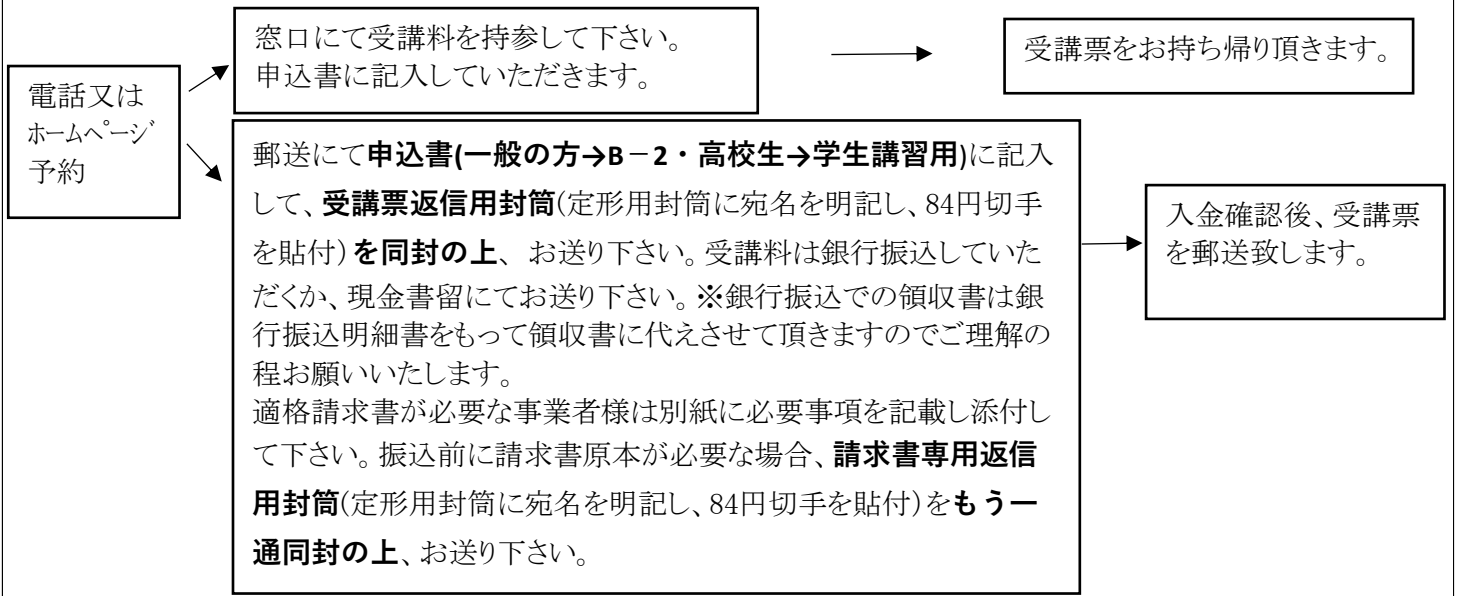 電話又は
ホームページ
予約
窓口にて受講料を持参して下さい。
申込書に記入していただきます。
受講票をお持ち帰り頂きます。
郵送にて申込書(一般の方→B－2・高校生→学生講習用)に記入
して、受講票返信用封筒(定形用封筒に宛名を明記し、84円切手
を貼付)を同封の上、お送り下さい。受講料は銀行振込していた
だくか、現金書留にてお送り下さい。※銀行振込での領収書は銀
行振込明細書をもって領収書に代えさせて頂きますのでご理解の
程お願いいたします。
適格請求書が必要な事業者様は別紙に必要事項を記載し添付し
て下さい。振込前に請求書原本が必要な場合、請求書専用返信
用封筒(定形用封筒に宛名を明記し、84円切手を貼付)をもう一
通同封の上、お送り下さい。
入金確認後、受講票
を郵送致します。